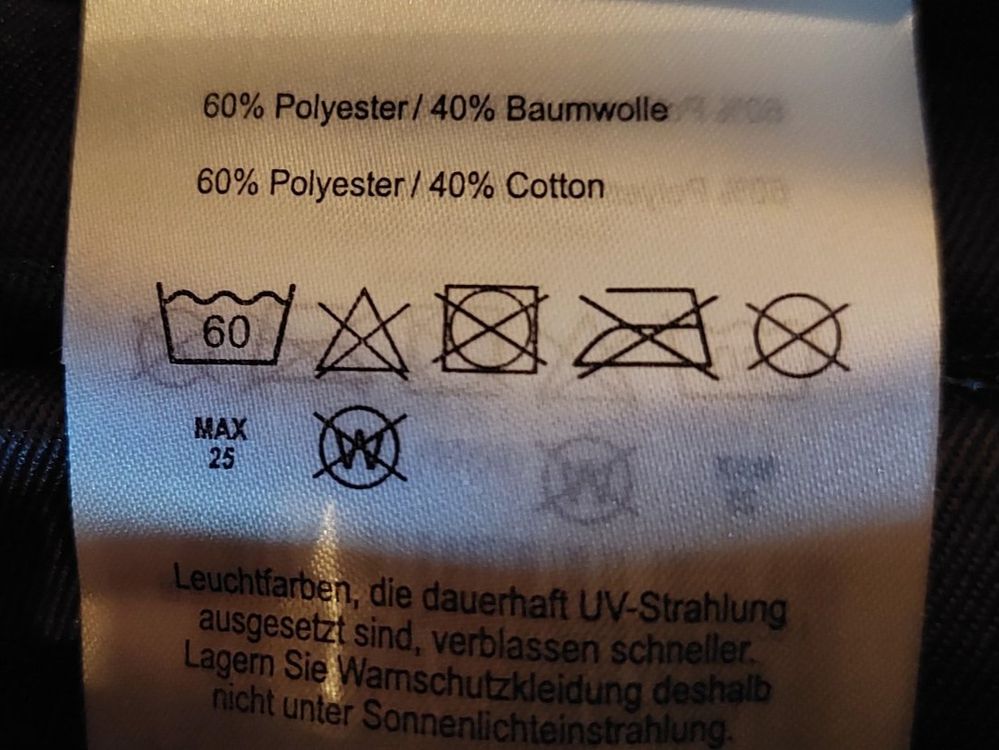 60% Polyester / 40% Baumwolle
60% Polyester / 40% Cotton
60
MAX
25
W
Leuchtfarben, die dauerhaft UV-Strahlung
ausgesetzt sind, verblassen schneller.
Lagern Sie Warnschutzkleidung deshalb
nicht unter Sonnenlichteinstrahlung.